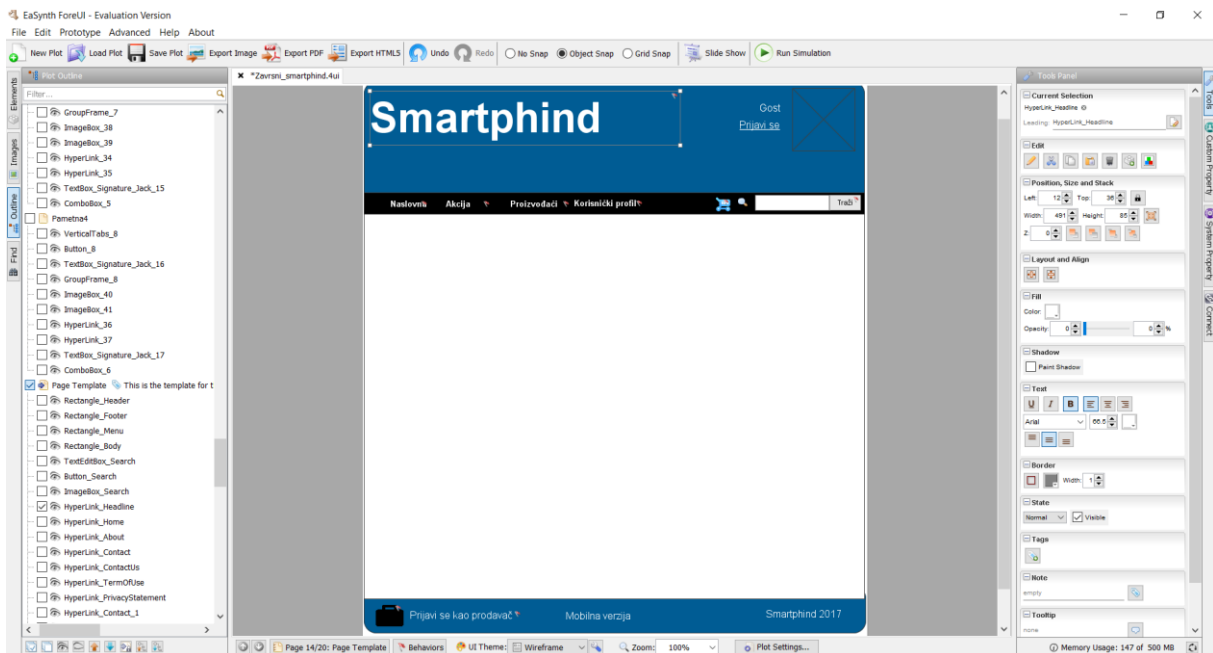 EaSynth ForeUI - Evaluation Version
File Edit Prototype Advanced Help About
New Plot Load Plot Save Plot Export Image Export PDF Export HTML5 Undo Redo No Snap Object Snap Grid Snap Slide Show Run Simulation
Plot Outline
*Zavrsni_smartphind.4ui
Tools Panel
Elements
Images
Outline
Find
Filter...
GroupFrame_7
ImageBox_38
ImageBox_39
HyperLink_34
HyperLink_35
TextBox_Signature_Jack_15
ComboBox_5
Pametna4
VerticalTabs_8
Button_8
TextBox_Signature_Jack_16
GroupFrame_8
ImageBox_40
ImageBox_41
HyperLink_36
HyperLink_37
TextBox_Signature_Jack_17
ComboBox_6
Page Template This is the template for t
Rectangle_Header
Rectangle_Footer
Rectangle_Menu
Rectangle_Body
TextEditBox_Search
Button_Search
ImageBox_Search
HyperLink_Headline
HyperLink_Home
HyperLink_About
HyperLink_Contact
HyperLink_ContactUs
HyperLink_TermOfUse
HyperLink_PrivacyStatement
HyperLink_Contact_1
Smartphind
Gost
Prijavi se
Naslovna Akcija Proizvođači Korisnički profil Traži
Prijavi se kao prodavač Mobilna verzija Smartphind 2017
Current Selection
HyperLink_Headline
Leading: HyperLink_Headline
Edit
Position, Size and Stack
Left: 12 Top: 36
Width: 491 Height: 85
Z: 0
Layout and Align
Fill
Color:
Opacity: 0 0 %
Shadow
Paint Shadow
Text
U I B
Arial 66.5
Border
Width: 1
State
Normal Visible
Tags
Note
empty
Tooltip
none
Tools
Custom Property
System Property
Connect
Page 14/20: Page Template Behaviors UI Theme: Wireframe Zoom: 100% Plot Settings... Memory Usage: 147 of 500 MB